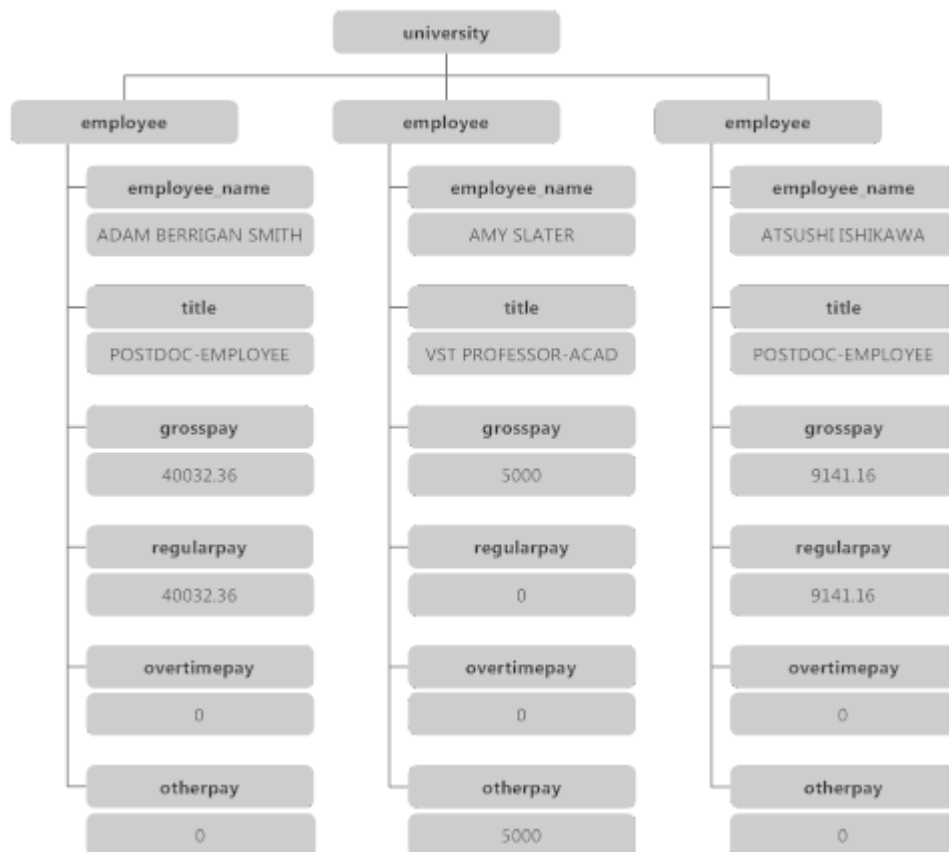 university
employee
employee_name
ADAM BERRIGAN SMITH
title
POSTDOC-EMPLOYEE
grosspay
40032.36
regularpay
40032.36
overtimepay
0
otherpay
0
employee
employee_name
AMY SLATER
title
VST PROFESSOR-ACAD
grosspay
5000
regularpay
0
overtimepay
0
otherpay
5000
employee
employee_name
ATSUSHI ISHIKAWA
title
POSTDOC-EMPLOYEE
grosspay
9141.16
regularpay
9141.16
overtimepay
0
otherpay
0